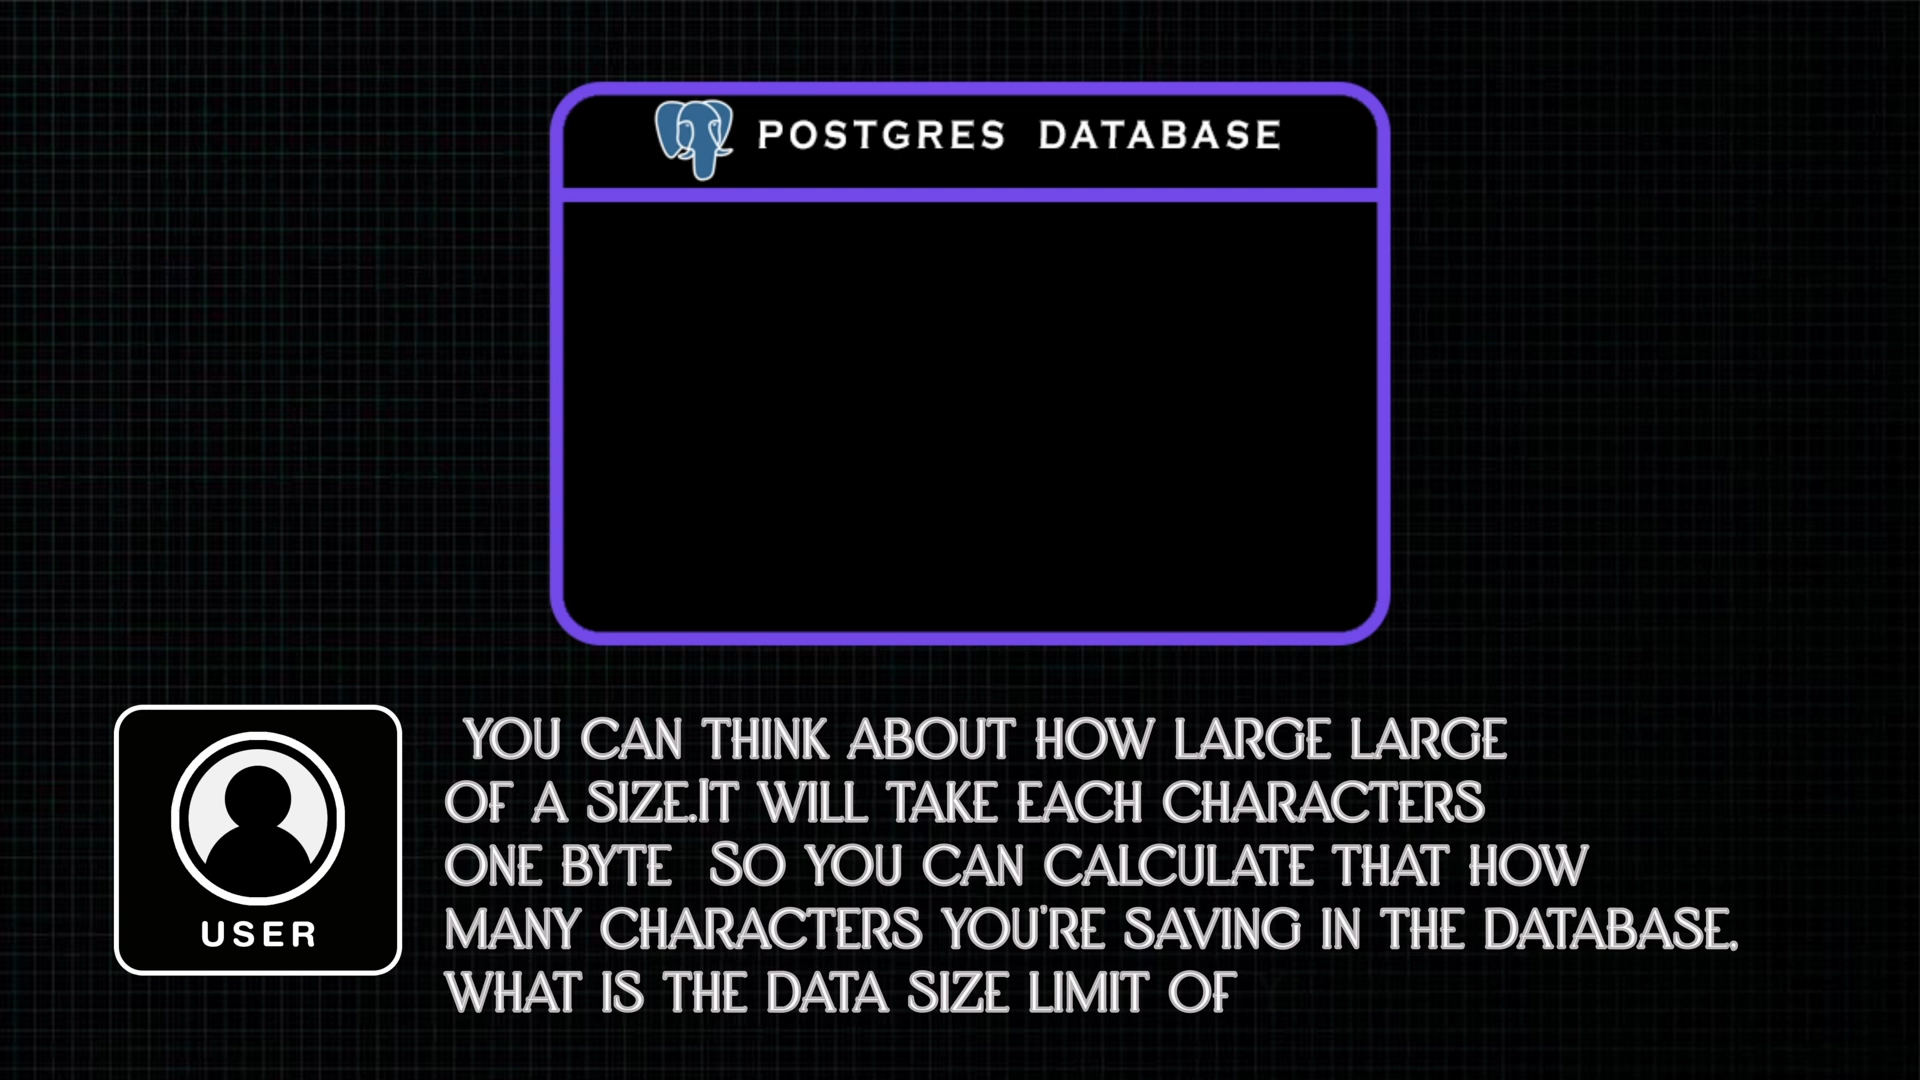 POSTGRES DATABASE
YOU CAN THINK ABOUT HOW LARGE LARGE
OF A SIZE.IT WILL TAKE EACH CHARACTERS
ONE BYTE SO YOU CAN CALCULATE THAT HOW
MANY CHARACTERS YOU'RE SAVING IN THE DATABASE.
WHAT IS THE DATA SIZE LIMIT OF
USER